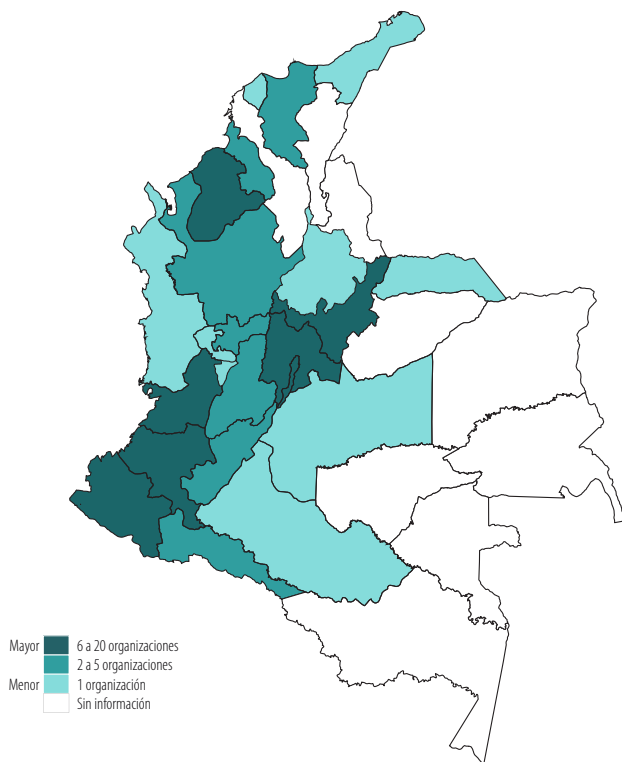 Mayor 6 a 20 organizaciones
2 a 5 organizaciones
Menor 1 organización
Sin información